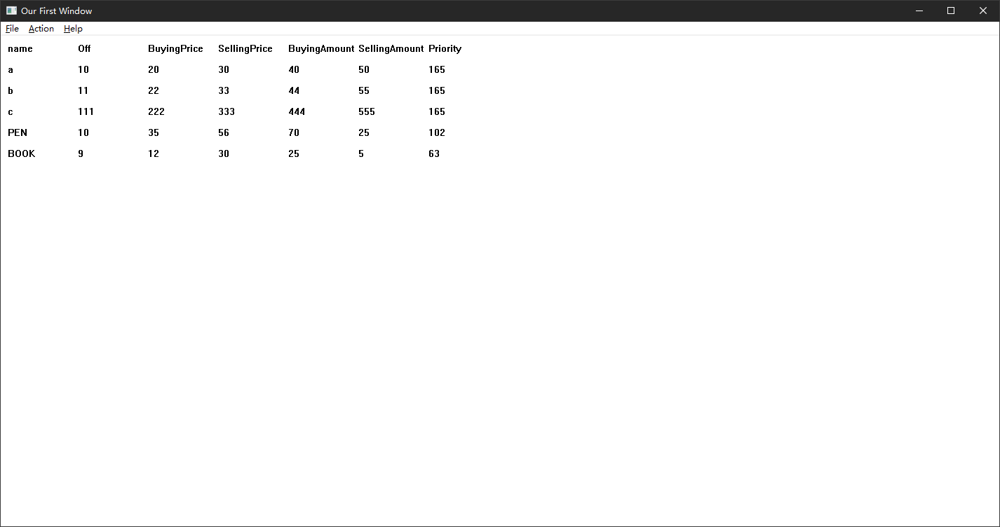 Our First Window
File Action Help
name Off BuyingPrice SellingPrice BuyingAmount SellingAmount Priority
a 10 20 30 40 50 165
b 11 22 33 44 55 165
c 111 222 333 444 555 165
PEN 10 35 56 70 25 102
BOOK 9 12 30 25 5 63